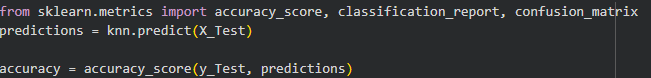 from sklearn.metrics import accuracy_score, classification_report, confusion_matrix
predictions = knn.predict(X_Test)
accuracy = accuracy_score(y_Test, predictions)